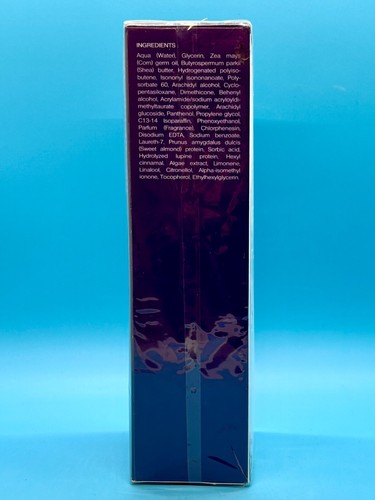 INGREDIENTS :
Aqua (Water), Glycerin, Zea mays
(Corn) germ oil, Butyrospermum parkii
(Shea) butter, Hydrogenated polyiso-
butene, Isononyl isononanoate, Poly-
sorbate 60, Arachidyl alcohol, Cyclo-
pentasiloxane, Dimethicone, Behenyl
alcohol, Acrylamide/sodium acryloyldi-
methyltaurate copolymer, Arachidyl
glucoside, Panthenol, Propylene glycol,
C13-14 Isoparaffin, Phenoxyethanol,
Parfum (Fragrance), Chlorphenesin,
Disodium EDTA, Sodium benzoate,
Laureth-7, Prunus amygdalus dulcis
(Sweet almond) protein, Sorbic acid,
Hydrolyzed lupine protein, Hexyl
cinnamal, Algae extract, Limonene,
Linalool, Citronellol, Alpha-isomethyl
ionone, Tocopherol, Ethylhexylglycerin.